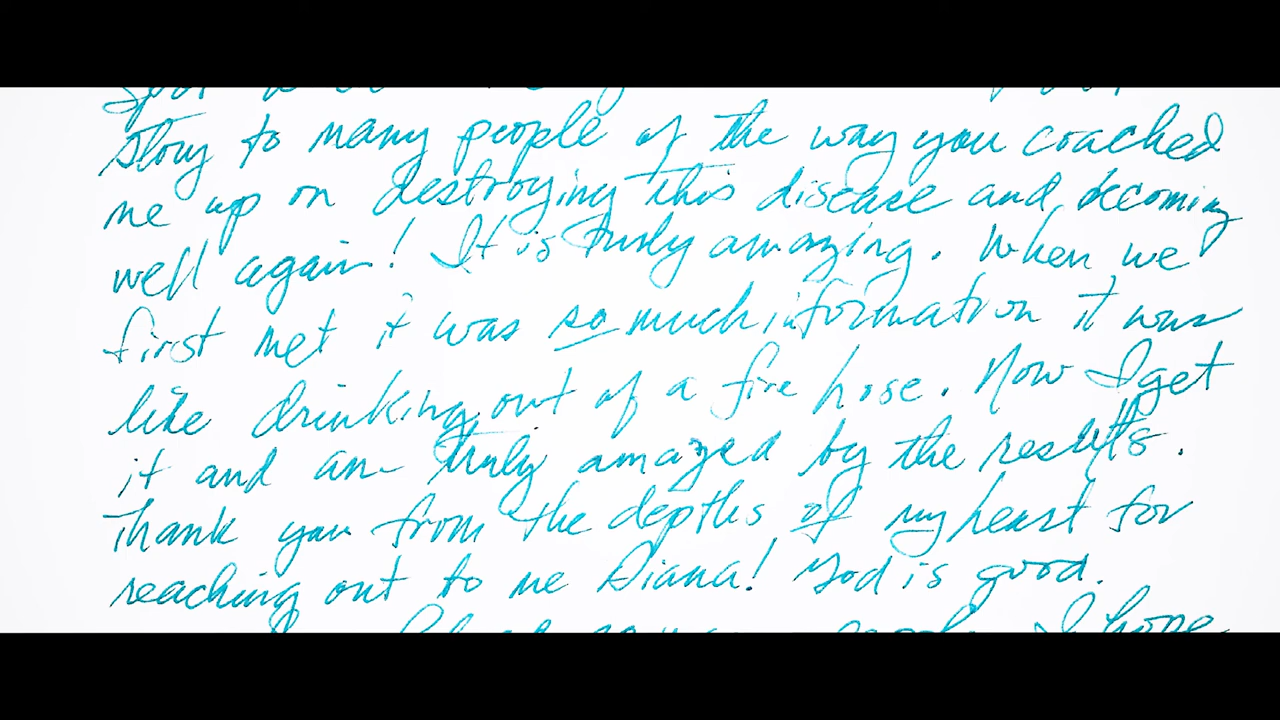 story to many people of the way you coached
me up on destroying this disease and becoming
well again! It is truly amazing. When we
first met it was so much information it was
like drinking out of a fire hose. Now I get
it and am truly amazed by the results.
Thank you from the depths of my heart for
reaching out to me Diana! God is good.
I hope